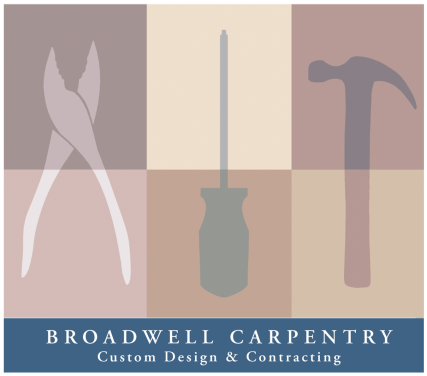 BROADWELL CARPENTRY
Custom Design & Contracting